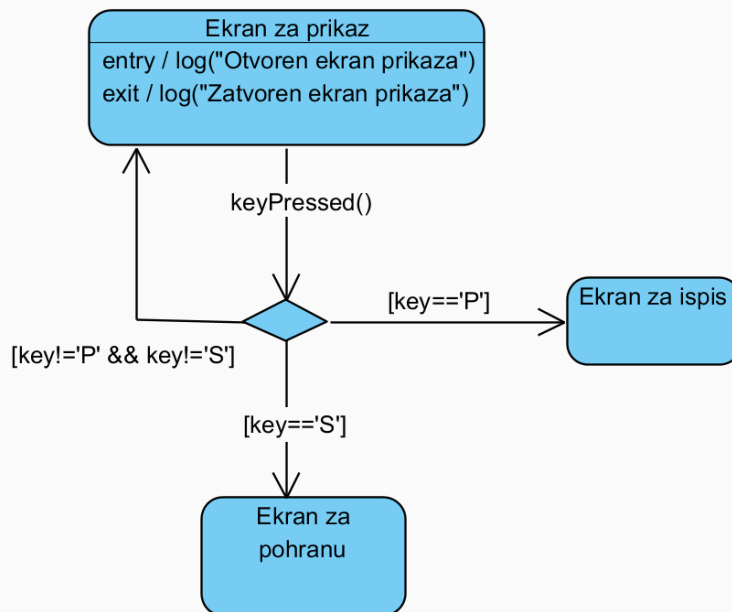 Ekran za prikaz
entry / log("Otvoren ekran prikaza")
exit / log("Zatvoren ekran prikaza")
keyPressed()
[key=='P']
Ekran za ispis
[key!='P' && key!='S']
[key=='S']
Ekran za
pohranu